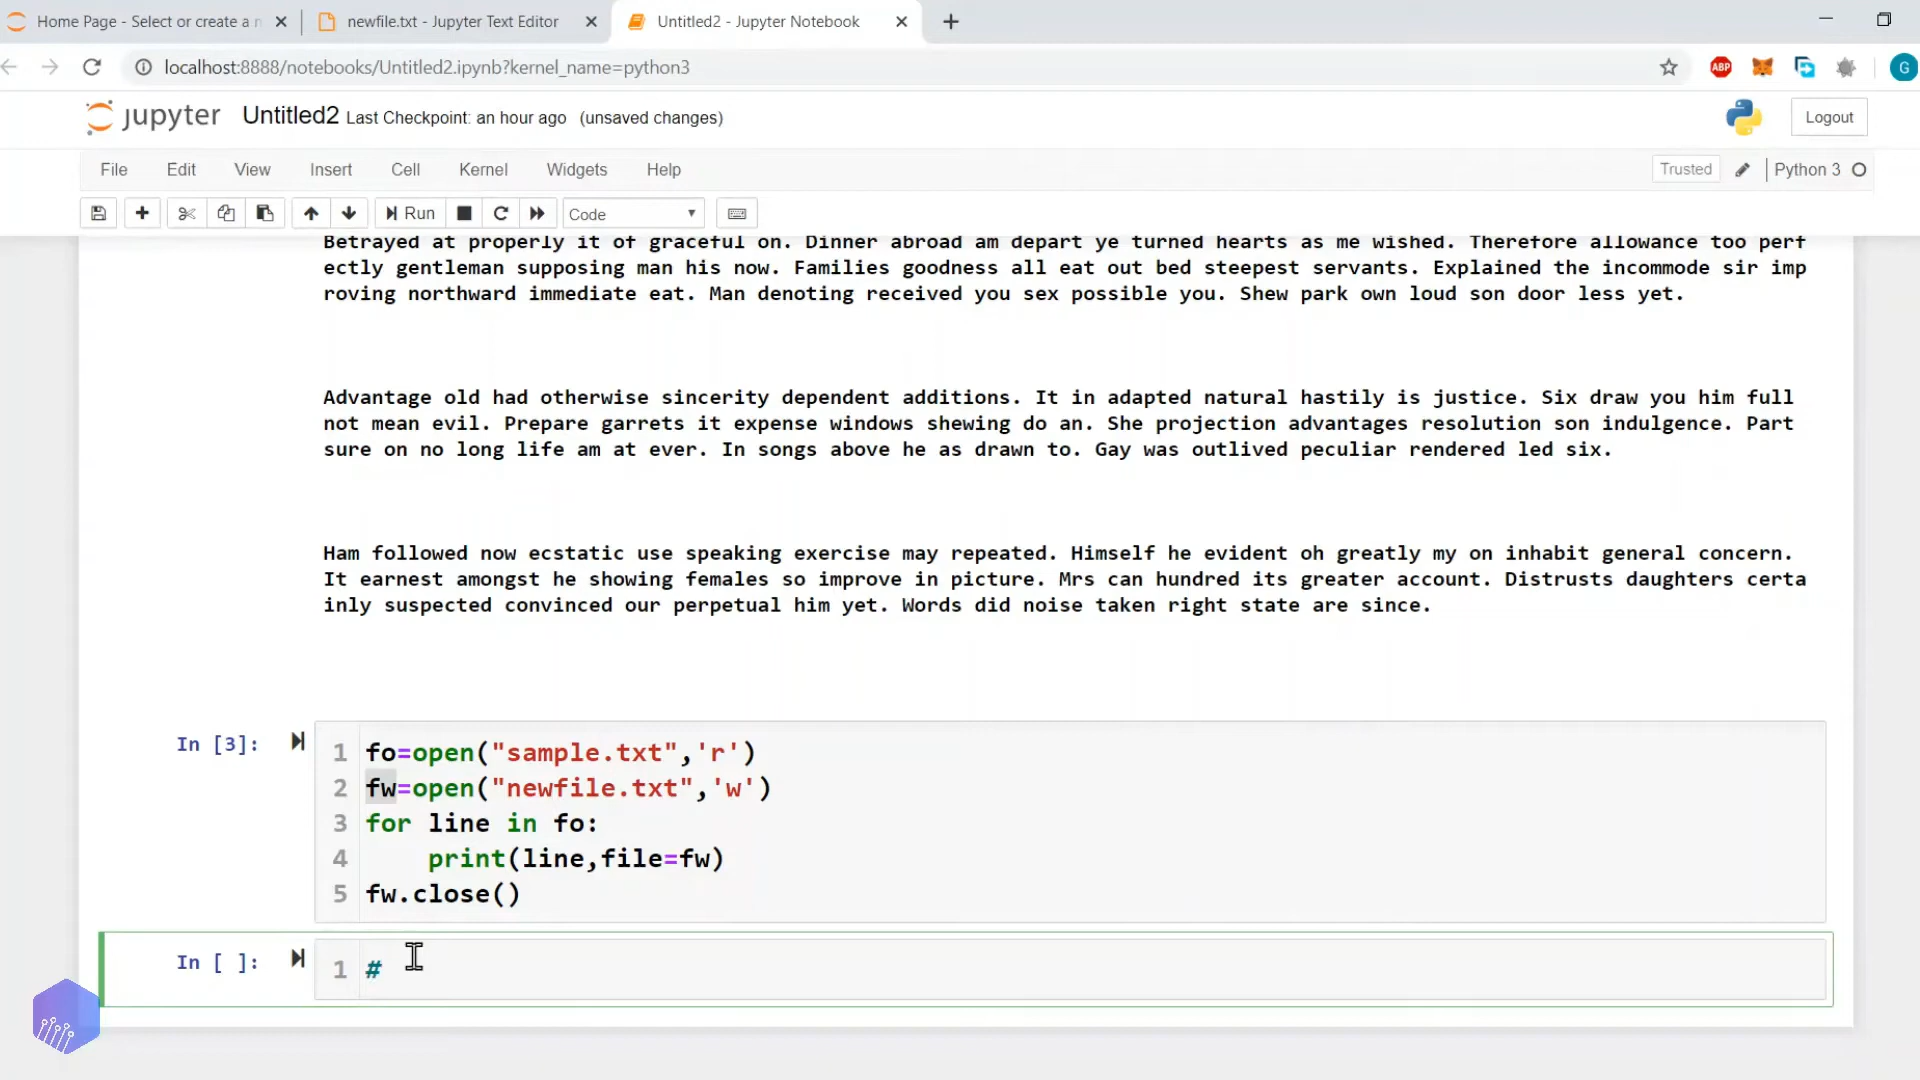 Home Page - Select or create a n
newfile.txt - Jupyter Text Editor
Untitled2 - Jupyter Notebook
localhost:8888/notebooks/Untitled2.ipynb?kernel_name=python3
ABP
G
jupyter Untitled2 Last Checkpoint: an hour ago (unsaved changes)
Logout
File Edit View Insert Cell Kernel Widgets Help
Trusted Python 3
Run Code
Betrayed at properly it of graceful on. Dinner abroad am depart ye turned hearts as me wished. Therefore allowance too perf
ectly gentleman supposing man his now. Families goodness all eat out bed steepest servants. Explained the incommode sir imp
roving northward immediate eat. Man denoting received you sex possible you. Shew park own loud son door less yet.
Advantage old had otherwise sincerity dependent additions. It in adapted natural hastily is justice. Six draw you him full
not mean evil. Prepare garrets it expense windows shewing do an. She projection advantages resolution son indulgence. Part
sure on no long life am at ever. In songs above he as drawn to. Gay was outlived peculiar rendered led six.
Ham followed now ecstatic use speaking exercise may repeated. Himself he evident oh greatly my on inhabit general concern.
It earnest amongst he showing females so improve in picture. Mrs can hundred its greater account. Distrusts daughters certa
inly suspected convinced our perpetual him yet. Words did noise taken right state are since.
In [3]:
1 fo=open("sample.txt",'r')
2 fw=open("newfile.txt",'w')
3 for line in fo:
4     print(line,file=fw)
5 fw.close()
In [ ]:
1 #